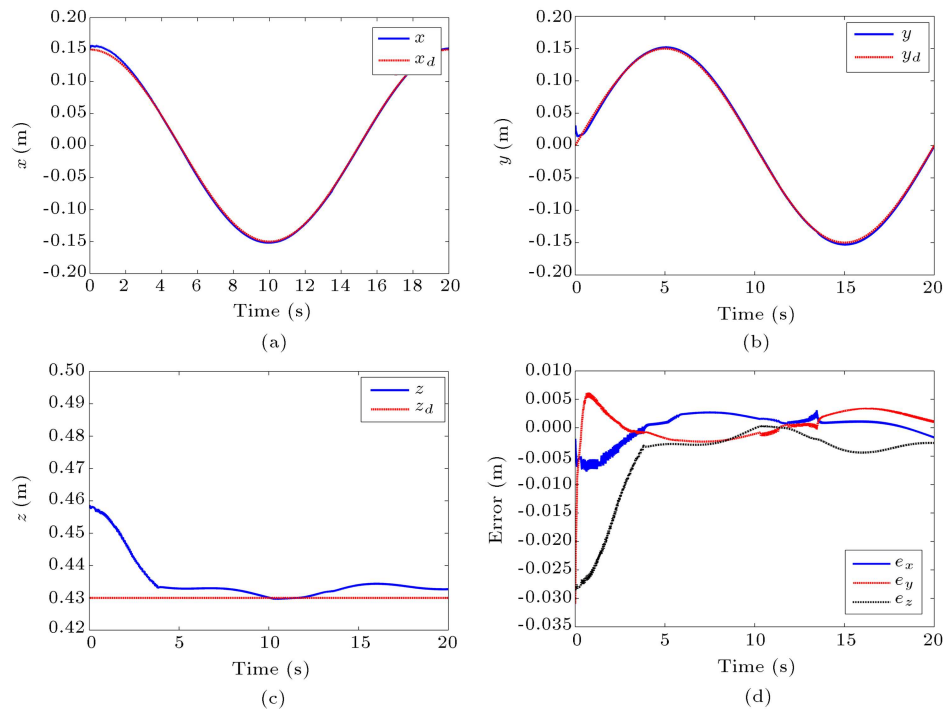 0.20
0.15
0.10
0.05
0.00
-0.05
-0.10
-0.15
-0.20
x (m)
x
x_d
0 2 4 6 8 10 12 14 16 18 20
Time (s)
(a)
0.20
0.15
0.10
0.05
0.00
-0.05
-0.10
-0.15
-0.20
y (m)
y
y_d
0 5 10 15 20
Time (s)
(b)
0.50
0.49
0.48
0.47
0.46
0.45
0.44
0.43
0.42
z (m)
z
z_d
0 5 10 15 20
Time (s)
(c)
0.010
0.005
0.000
-0.005
-0.010
-0.015
-0.020
-0.025
-0.030
-0.035
Error (m)
e_x
e_y
e_z
0 5 10 15 20
Time (s)
(d)